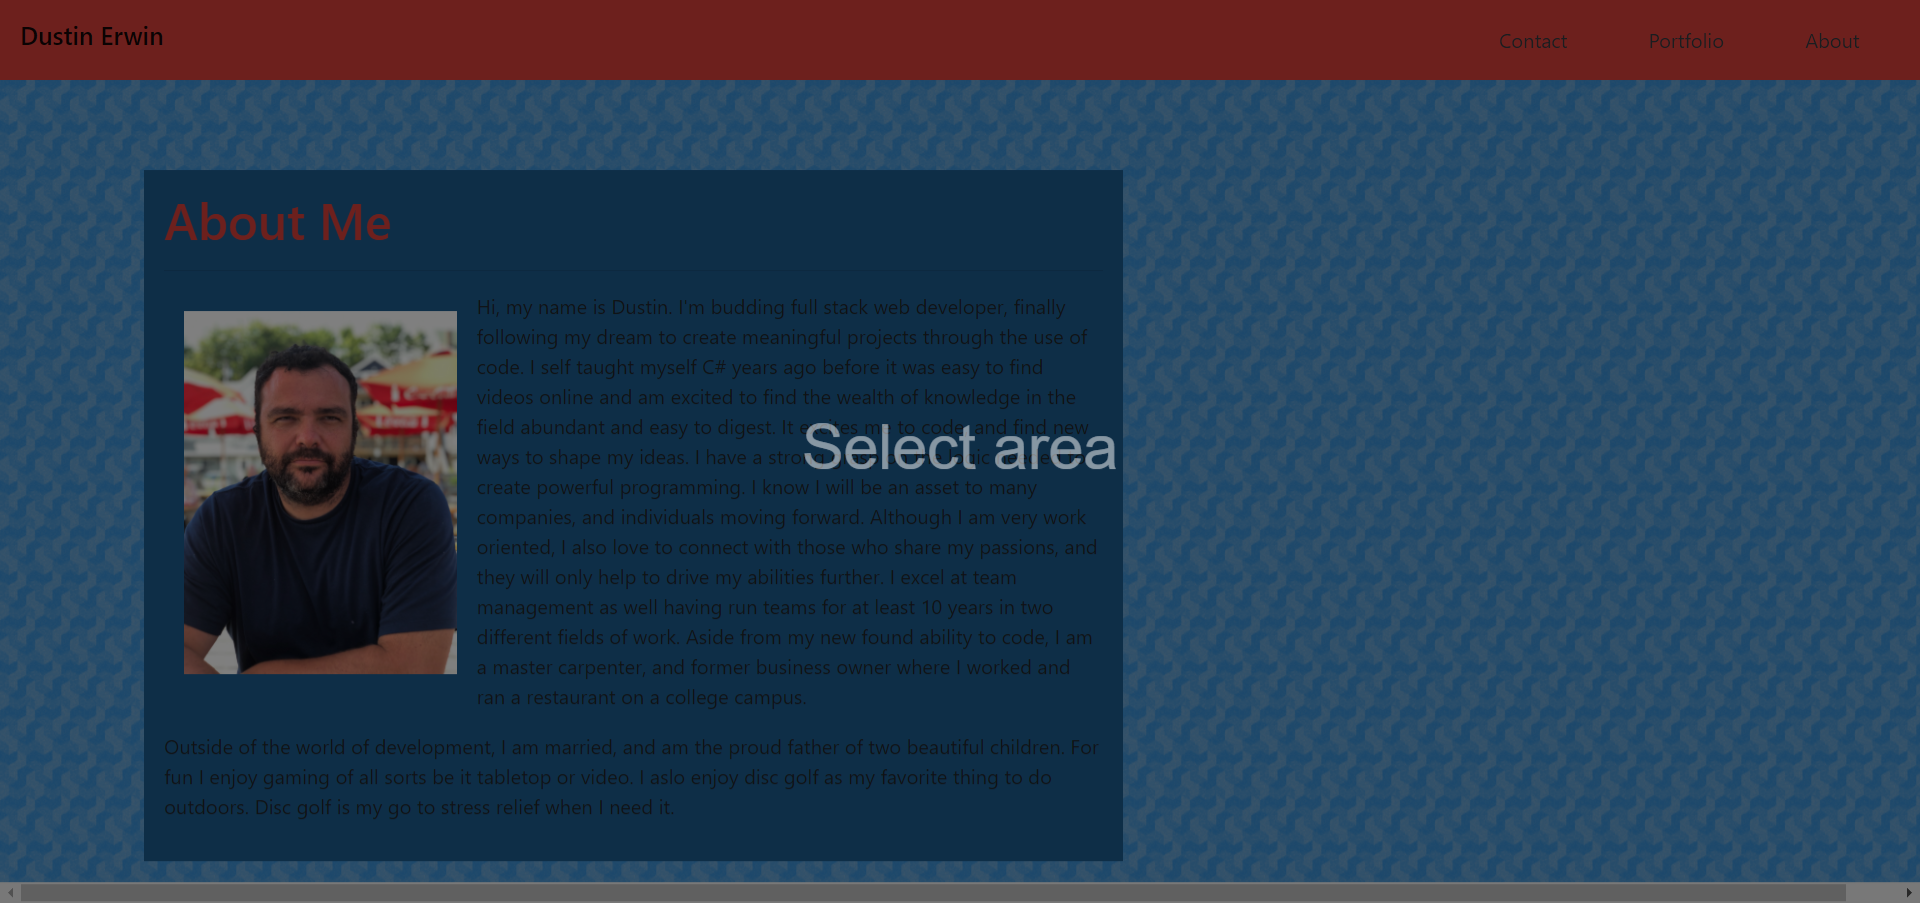 Dustin Erwin
Contact
Portfolio
About
About Me
Hi, my name is Dustin. I'm budding full stack web developer, finally
following my dream to create meaningful projects through the use of
code. I self taught myself C# years ago before it was easy to find
videos online and am excited to find the wealth of knowledge in the
field abundant and easy to digest. It excites me to code, and find new
ways to shape my ideas. I have a strong on the logic
create powerful programming. I know I will be an asset to many
companies, and individuals moving forward. Although I am very work
oriented, I also love to connect with those who share my passions, and
they will only help to drive my abilities further. I excel at team
management as well having run teams for at least 10 years in two
different fields of work. Aside from my new found ability to code, I am
a master carpenter, and former business owner where I worked and
ran a restaurant on a college campus.
Outside of the world of development, I am married, and am the proud father of two beautiful children. For
fun I enjoy gaming of all sorts be it tabletop or video. I aslo enjoy disc golf as my favorite thing to do
outdoors. Disc golf is my go to stress relief when I need it.
Select area